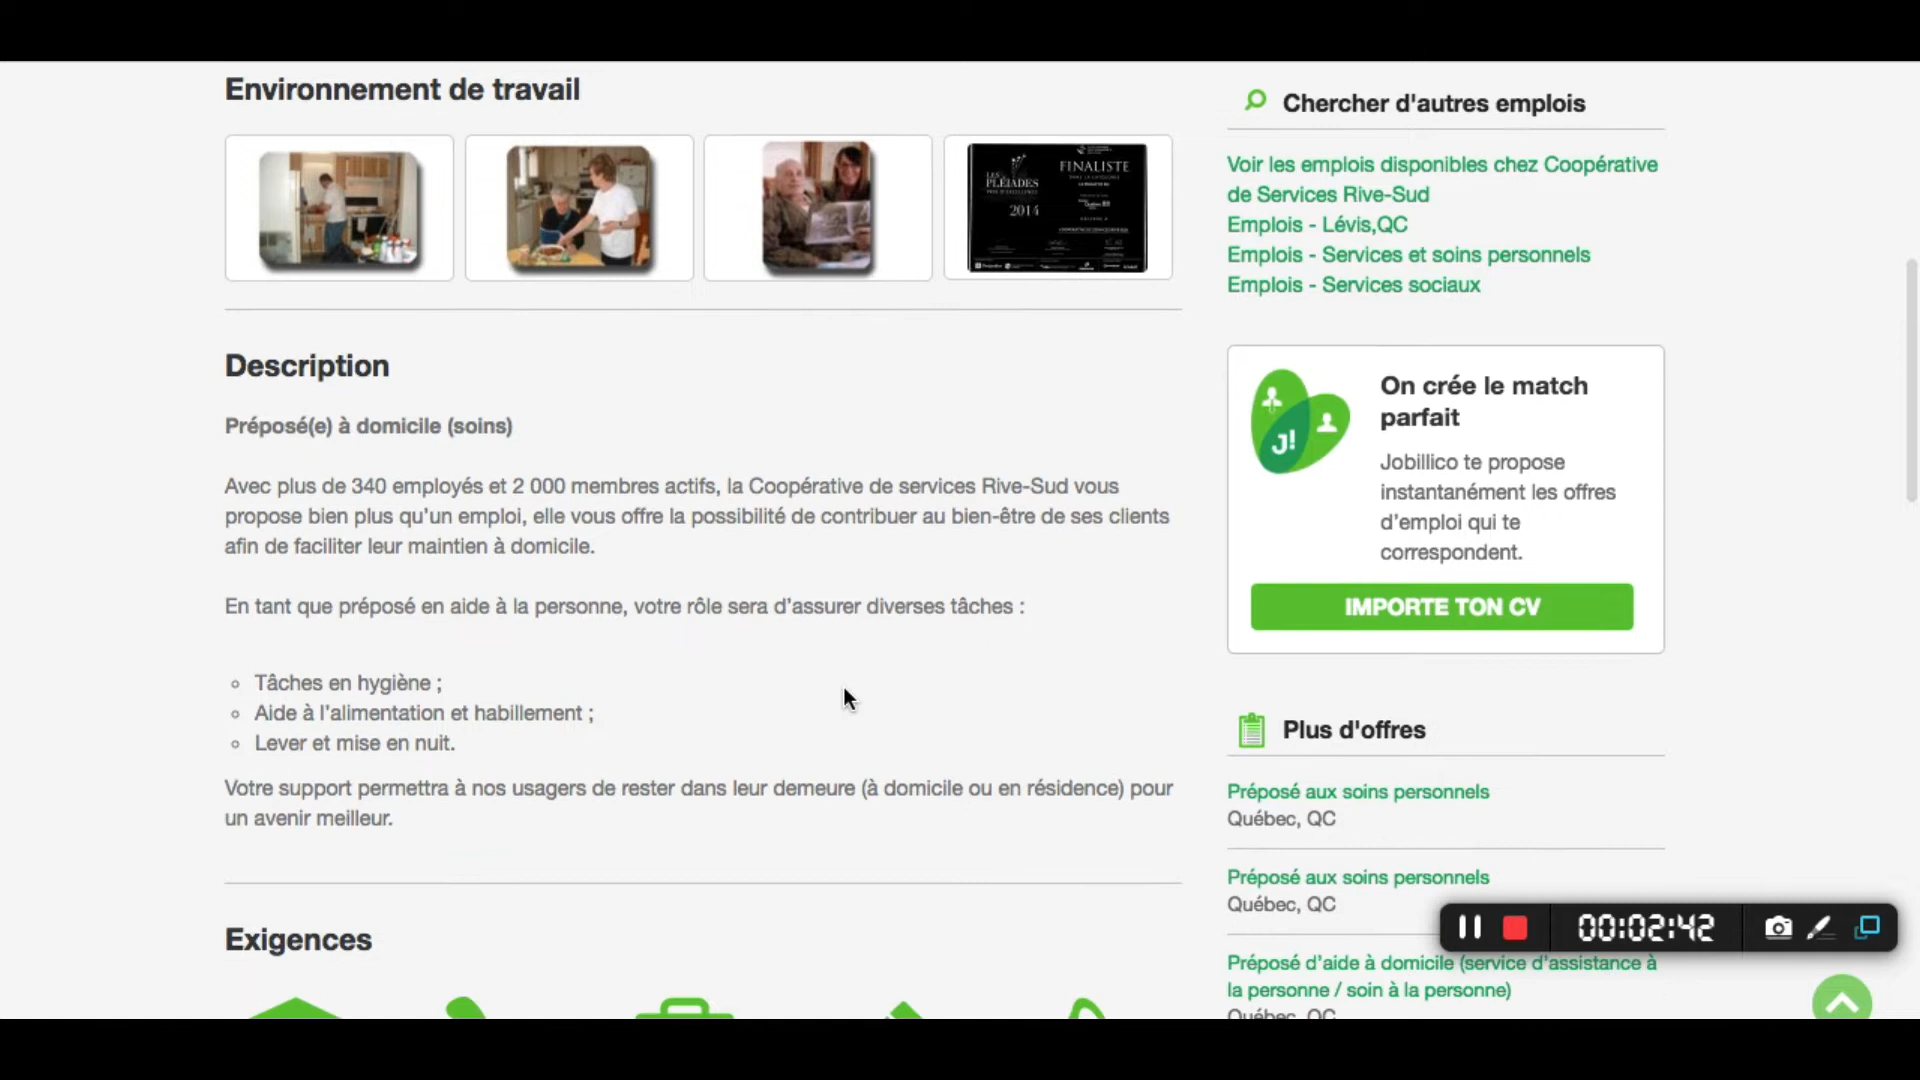 Environnement de travail
LES
PLÉIADES
2014
FINALISTE
Description
Préposé(e) à domicile (soins)
Avec plus de 340 employés et 2 000 membres actifs, la Coopérative de services Rive-Sud vous
propose bien plus qu’un emploi, elle vous offre la possibilité de contribuer au bien-être de ses clients
afin de faciliter leur maintien à domicile.
En tant que préposé en aide à la personne, votre rôle sera d’assurer diverses tâches :
Tâches en hygiène ;
Aide à l’alimentation et habillement ;
Lever et mise en nuit.
Votre support permettra à nos usagers de rester dans leur demeure (à domicile ou en résidence) pour
un avenir meilleur.
Exigences
Chercher d'autres emplois
Voir les emplois disponibles chez Coopérative
de Services Rive-Sud
Emplois - Lévis,QC
Emplois - Services et soins personnels
Emplois - Services sociaux
J!
On crée le match
parfait
Jobillico te propose
instantanément les offres
d’emploi qui te
correspondent.
IMPORTE TON CV
Plus d'offres
Préposé aux soins personnels
Québec, QC
Préposé aux soins personnels
Québec, QC
00:02:42
Préposé d'aide à domicile (service d'assistance à
la personne / soin à la personne)
Québec, QC